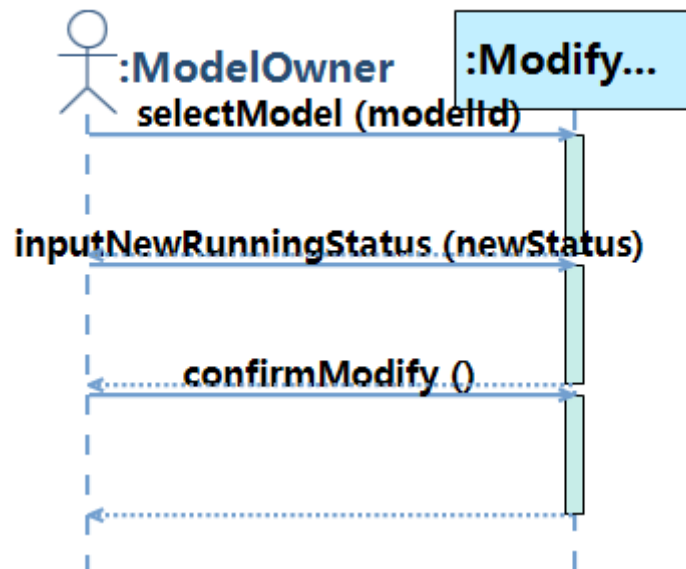 :ModelOwner
:Modify...
selectModel (modelId)
inputNewRunningStatus (newStatus)
confirmModify ()